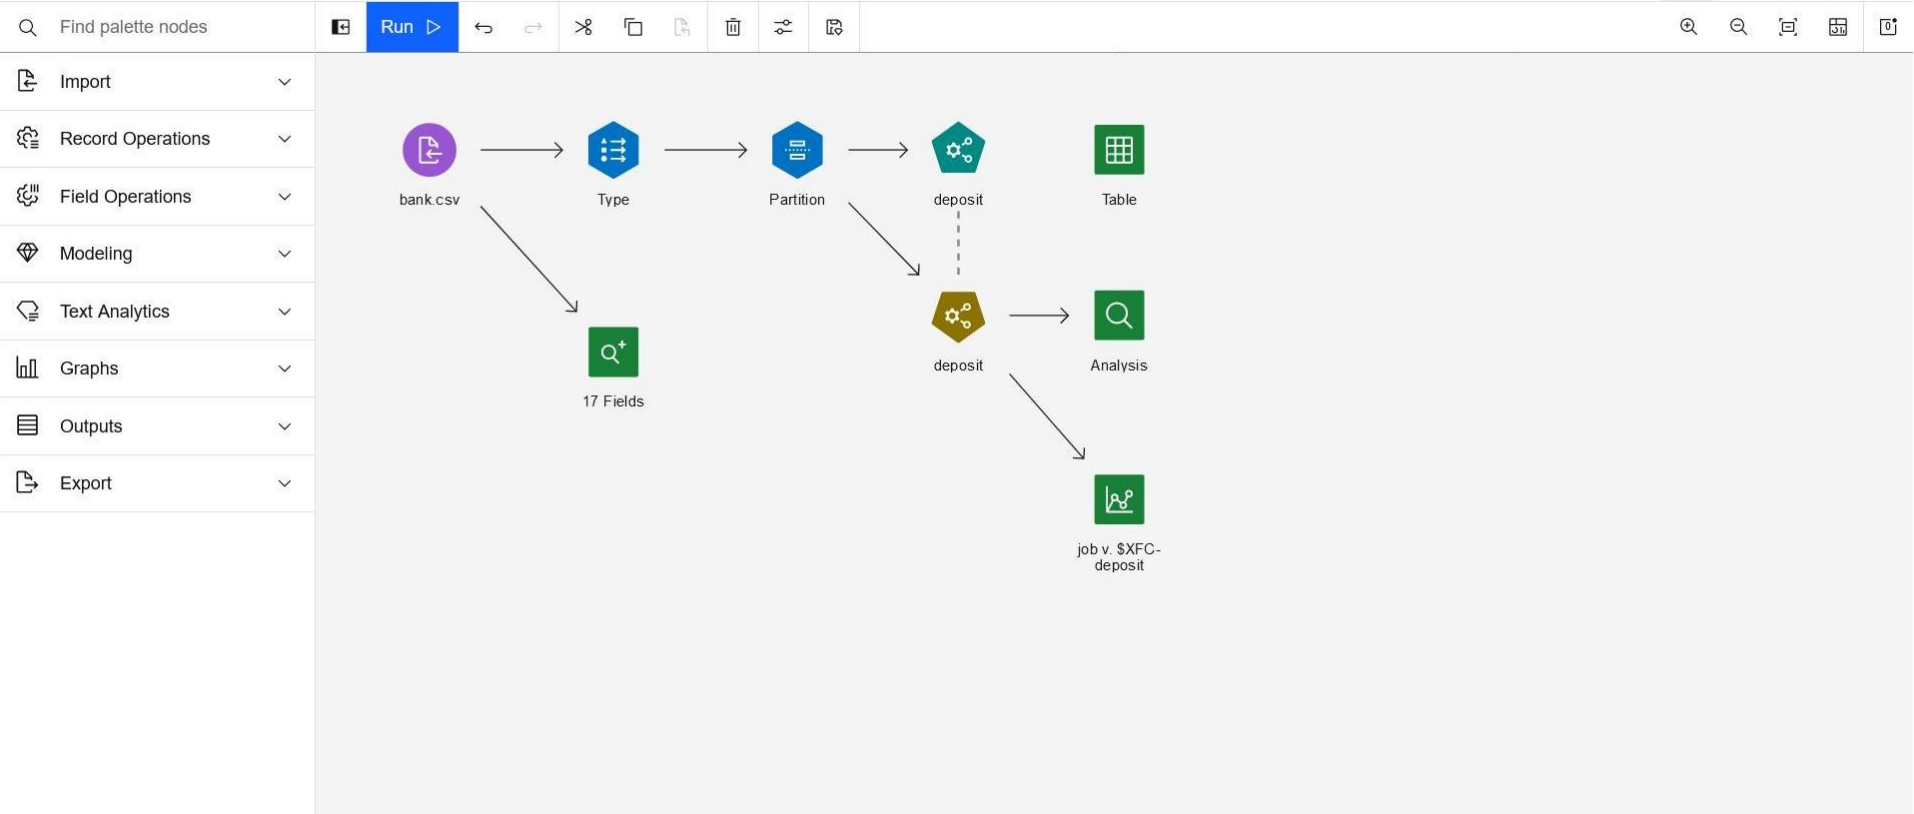 Find palette nodes
Run
Import
Record Operations
Field Operations
Modeling
Text Analytics
Graphs
Outputs
Export
bank.csv
Type
Partition
deposit
Table
deposit
Analysis
17 Fields
job v. $XFC-
deposit